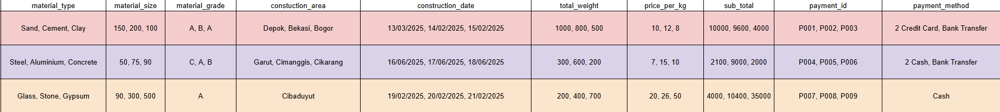 material_type material_size material_grade constuction_area construction_date total_weight price_per_kg sub_total payment_id payment_method
Sand, Cement, Clay 150, 200, 100 A, B, A Depok, Bekasi, Bogor 13/03/2025, 14/02/2025, 15/02/2025 1000, 800, 500 10, 12, 8 10000, 9600, 4000 P001, P002, P003 2 Credit Card, Bank Transfer
Steel, Aluminium, Concrete 50, 75, 90 C, A, B Garut, Cimanggis, Cikarang 16/06/2025, 17/06/2025, 18/06/2025 300, 600, 200 7, 15, 10 2100, 9000, 2000 P004, P005, P006 2 Cash, Bank Transfer
Glass, Stone, Gypsum 90, 300, 500 A Cibaduyut 19/02/2025, 20/02/2025, 21/02/2025 200, 400, 700 20, 26, 50 4000, 10400, 35000 P007, P008, P009 Cash